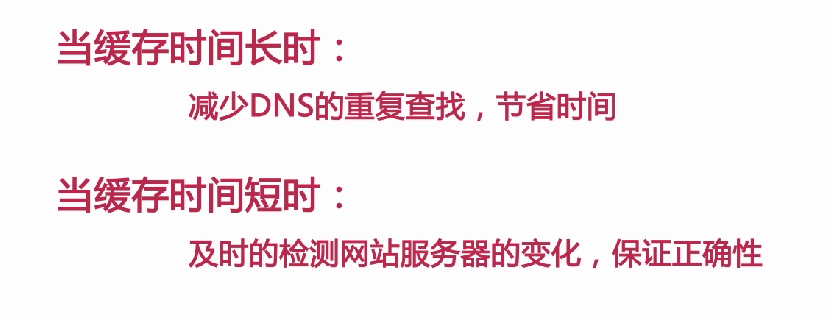 当缓存时间长时：
减少DNS的重复查找，节省时间
当缓存时间短时：
及时的检测网站服务器的变化，保证正确性